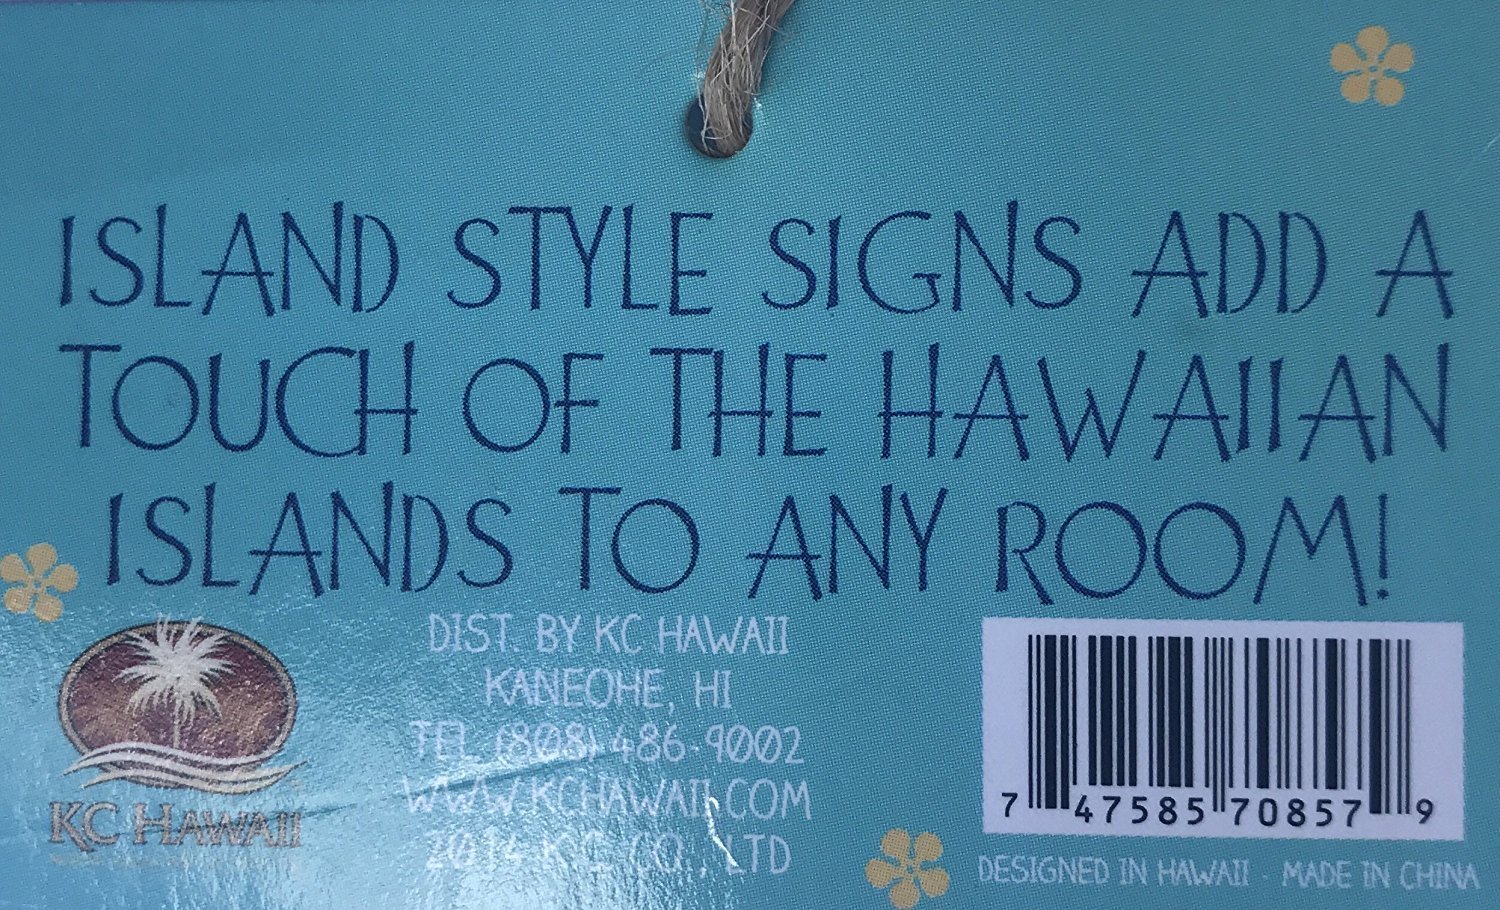 ISLAND STYLE SIGNS ADD A
TOUCH OF THE HAWAIIAN
ISLANDS TO ANY ROOM!
KC HAWAII
DIST. BY KC HAWAII
KANEOHE, HI
TEL (808) 486-9002
WWW.KCHAWAII.COM
K.C. CO., LTD
7 47585 70857 9
DESIGNED IN HAWAII - MADE IN CHINA